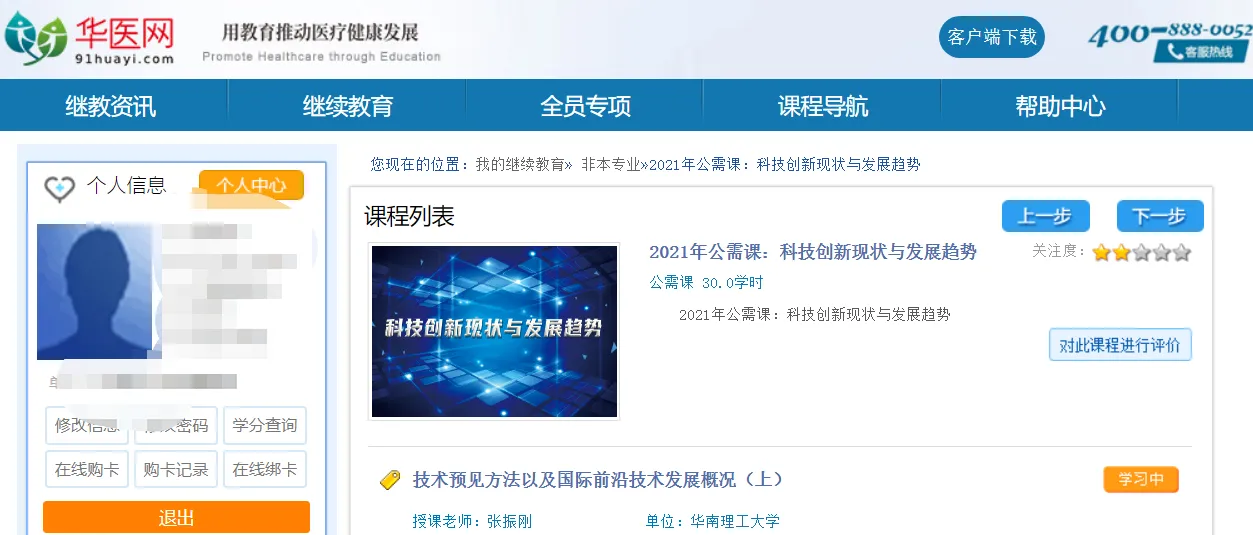 华医网
91huayi.com
用教育推动医疗健康发展
Promote Healthcare through Education
客户端下载
400-888-0052
客服热线
继教资讯 继续教育 全员专项 课程导航 帮助中心
您现在的位置：我的继续教育» 非本专业»2021年公需课：科技创新现状与发展趋势
个人信息
个人中心
修改信息
密码
学分查询
在线购卡
购卡记录
在线绑卡
退出
课程列表
上一步
下一步
科技创新现状与发展趋势
2021年公需课：科技创新现状与发展趋势
关注度：
公需课 30.0学时
2021年公需课：科技创新现状与发展趋势
对此课程进行评价
技术预见方法以及国际前沿技术发展概况（上）
学习中
授课老师：张振刚
单位：华南理工大学